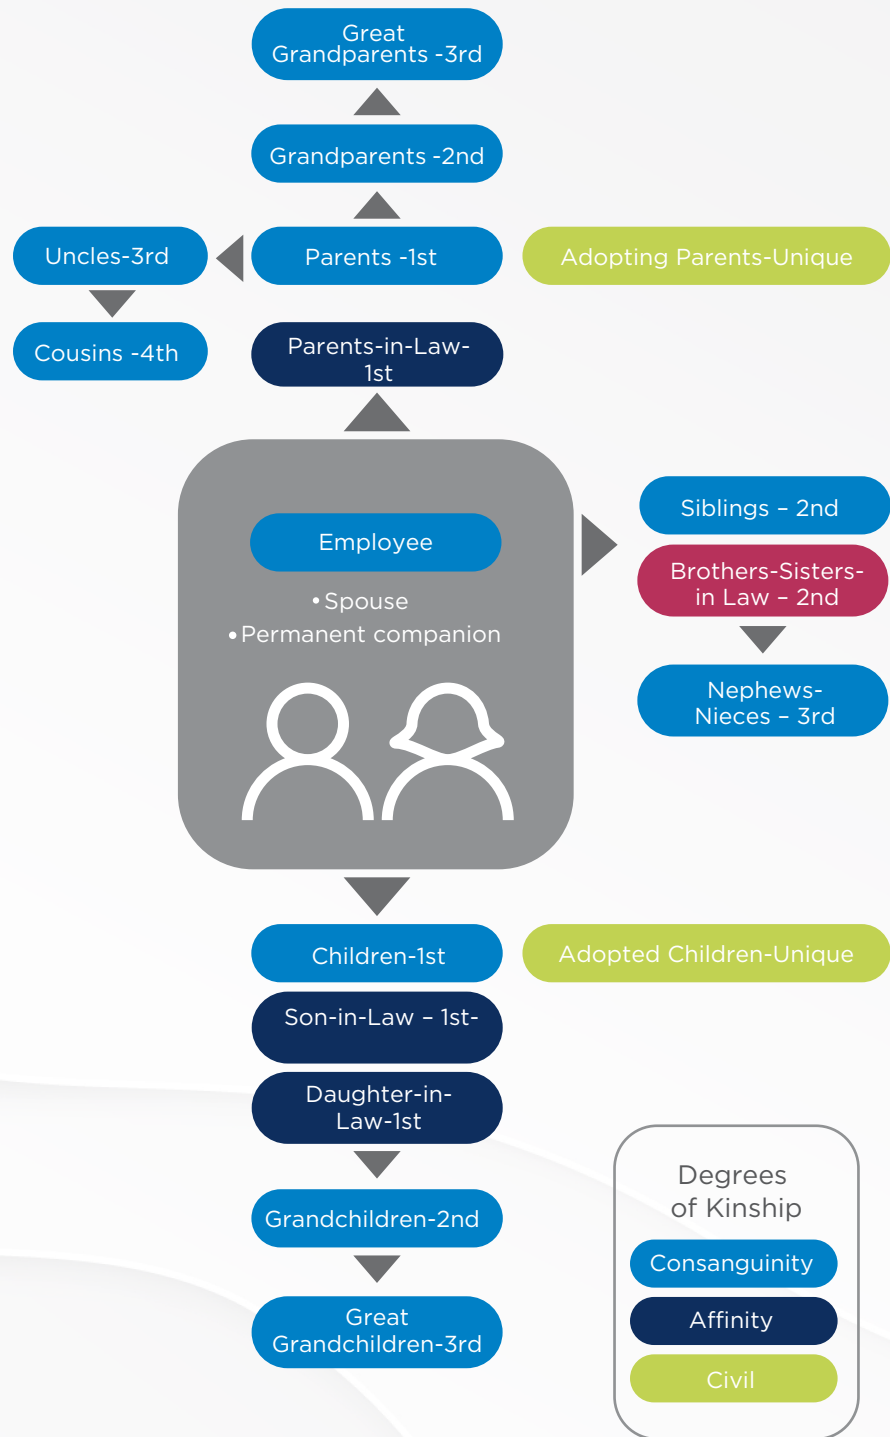 Great
Grandparents -3rd
Grandparents -2nd
Uncles-3rd
Parents -1st
Adopting Parents-Unique
Cousins -4th
Parents-in-Law-
1st
Employee
• Spouse
• Permanent companion
Siblings – 2nd
Brothers-Sisters-
in Law – 2nd
Nephews-
Nieces – 3rd
Children-1st
Adopted Children-Unique
Son-in-Law – 1st-
Daughter-in-
Law-1st
Grandchildren-2nd
Great
Grandchildren-3rd
Degrees
of Kinship
Consanguinity
Affinity
Civil